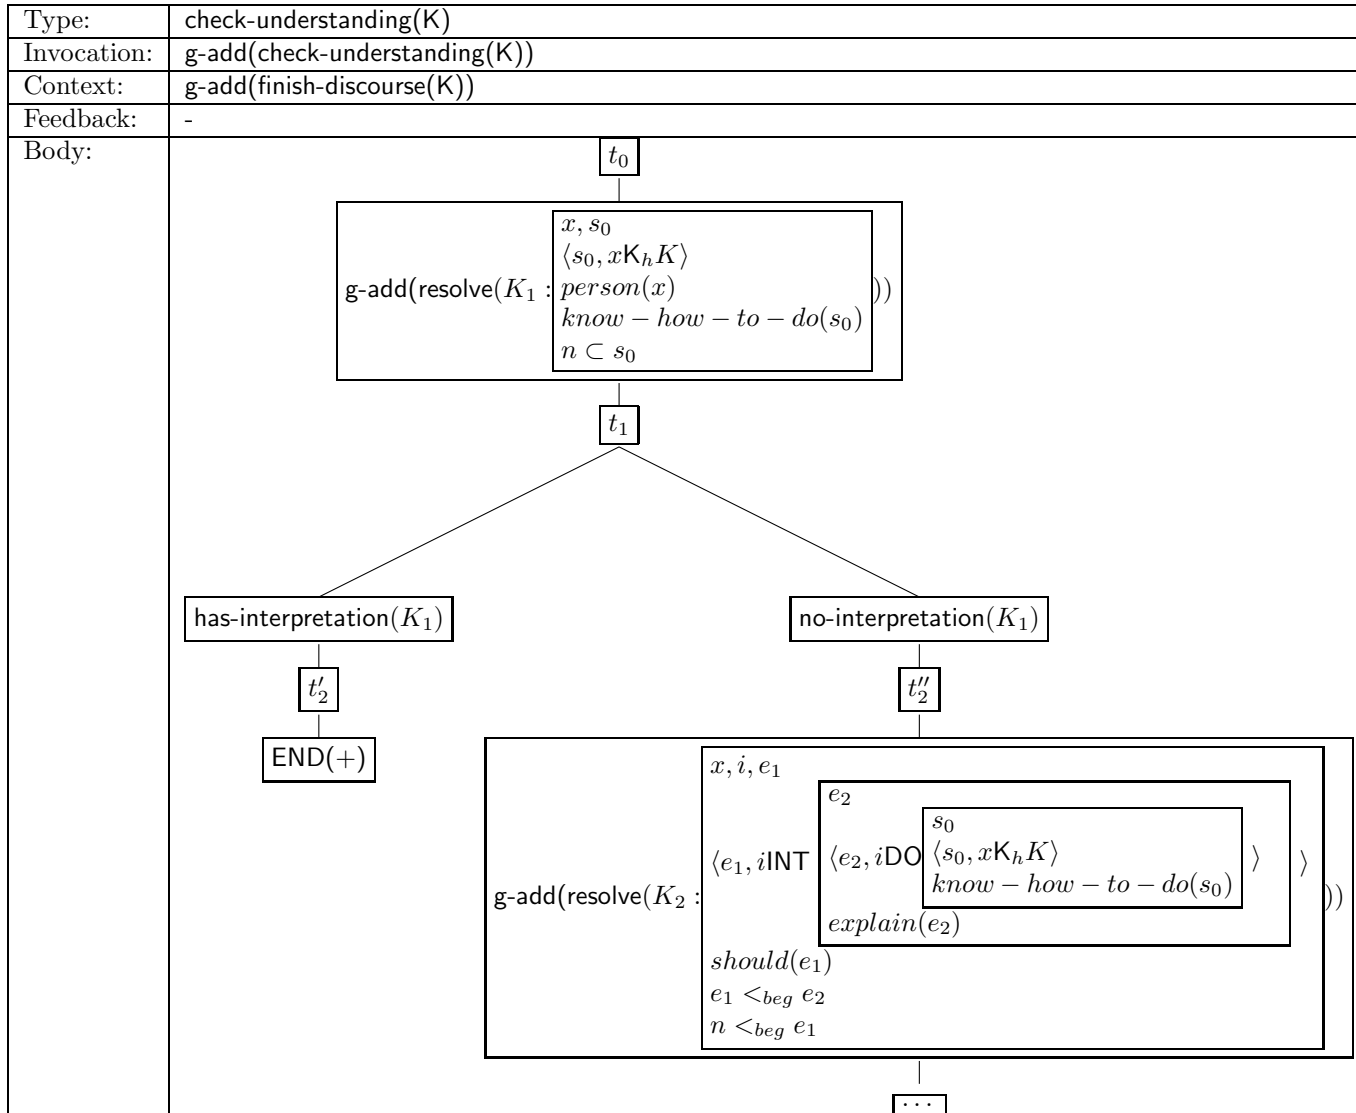 Type: check-understanding(K)
Invocation: g-add(check-understanding(K))
Context: g-add(finish-discourse(K))
Feedback: -
Body:
t₀
g-add(resolve(K₁ :
x, s₀
⟨s₀, xKₕK⟩
person(x)
know − how − to − do(s₀)
n ⊂ s₀
))
t₁
has-interpretation(K₁)
no-interpretation(K₁)
t′₂
t″₂
END(+)
g-add(resolve(K₂ :
x, i, e₁
⟨e₁, iINT
e₂
⟨e₂, iDO
s₀
⟨s₀, xKₕK⟩
know − how − to − do(s₀)
⟩
explain(e₂)
⟩
should(e₁)
e₁ <_beg e₂
n <_beg e₁
))
···